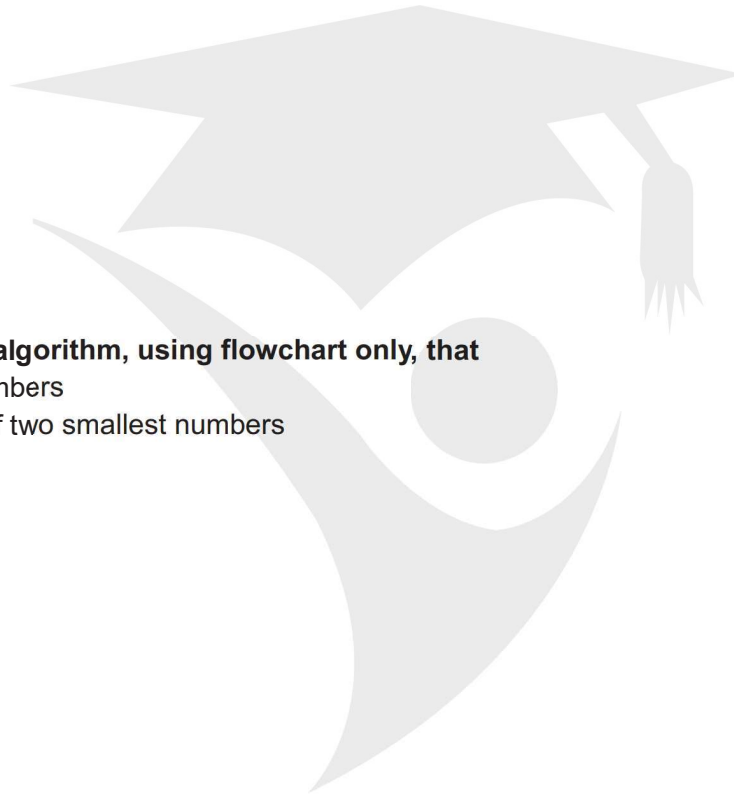 algorithm, using flowchart only, that
nbers
f two smallest numbers